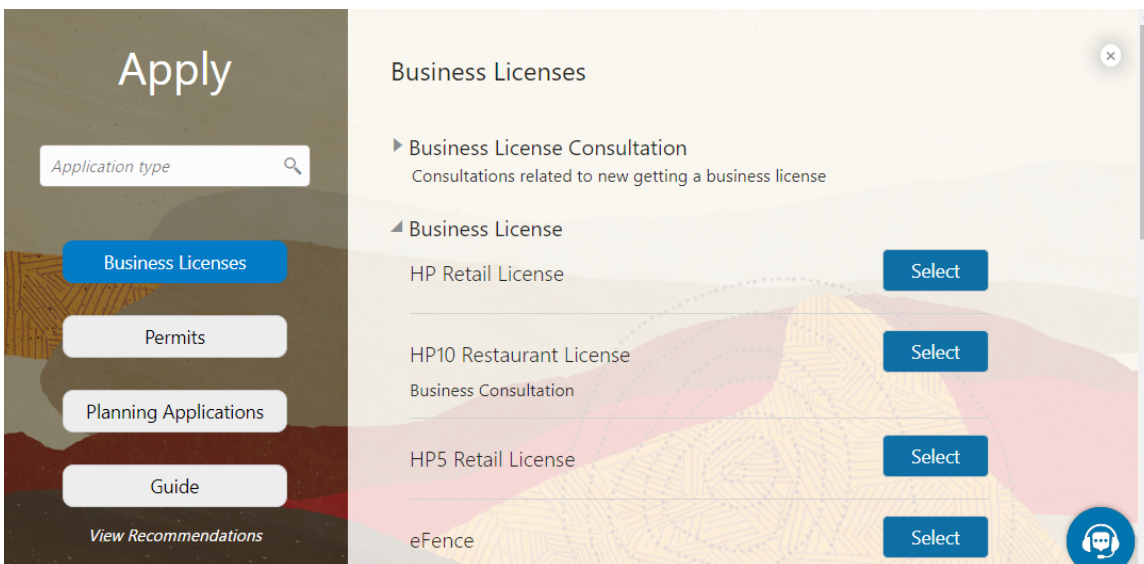 Apply
Application type
Business Licenses
Permits
Planning Applications
Guide
View Recommendations
Business Licenses
Business License Consultation
Consultations related to new getting a business license
Business License
HP Retail License
Select
HP10 Restaurant License
Select
Business Consultation
HP5 Retail License
Select
eFence
Select